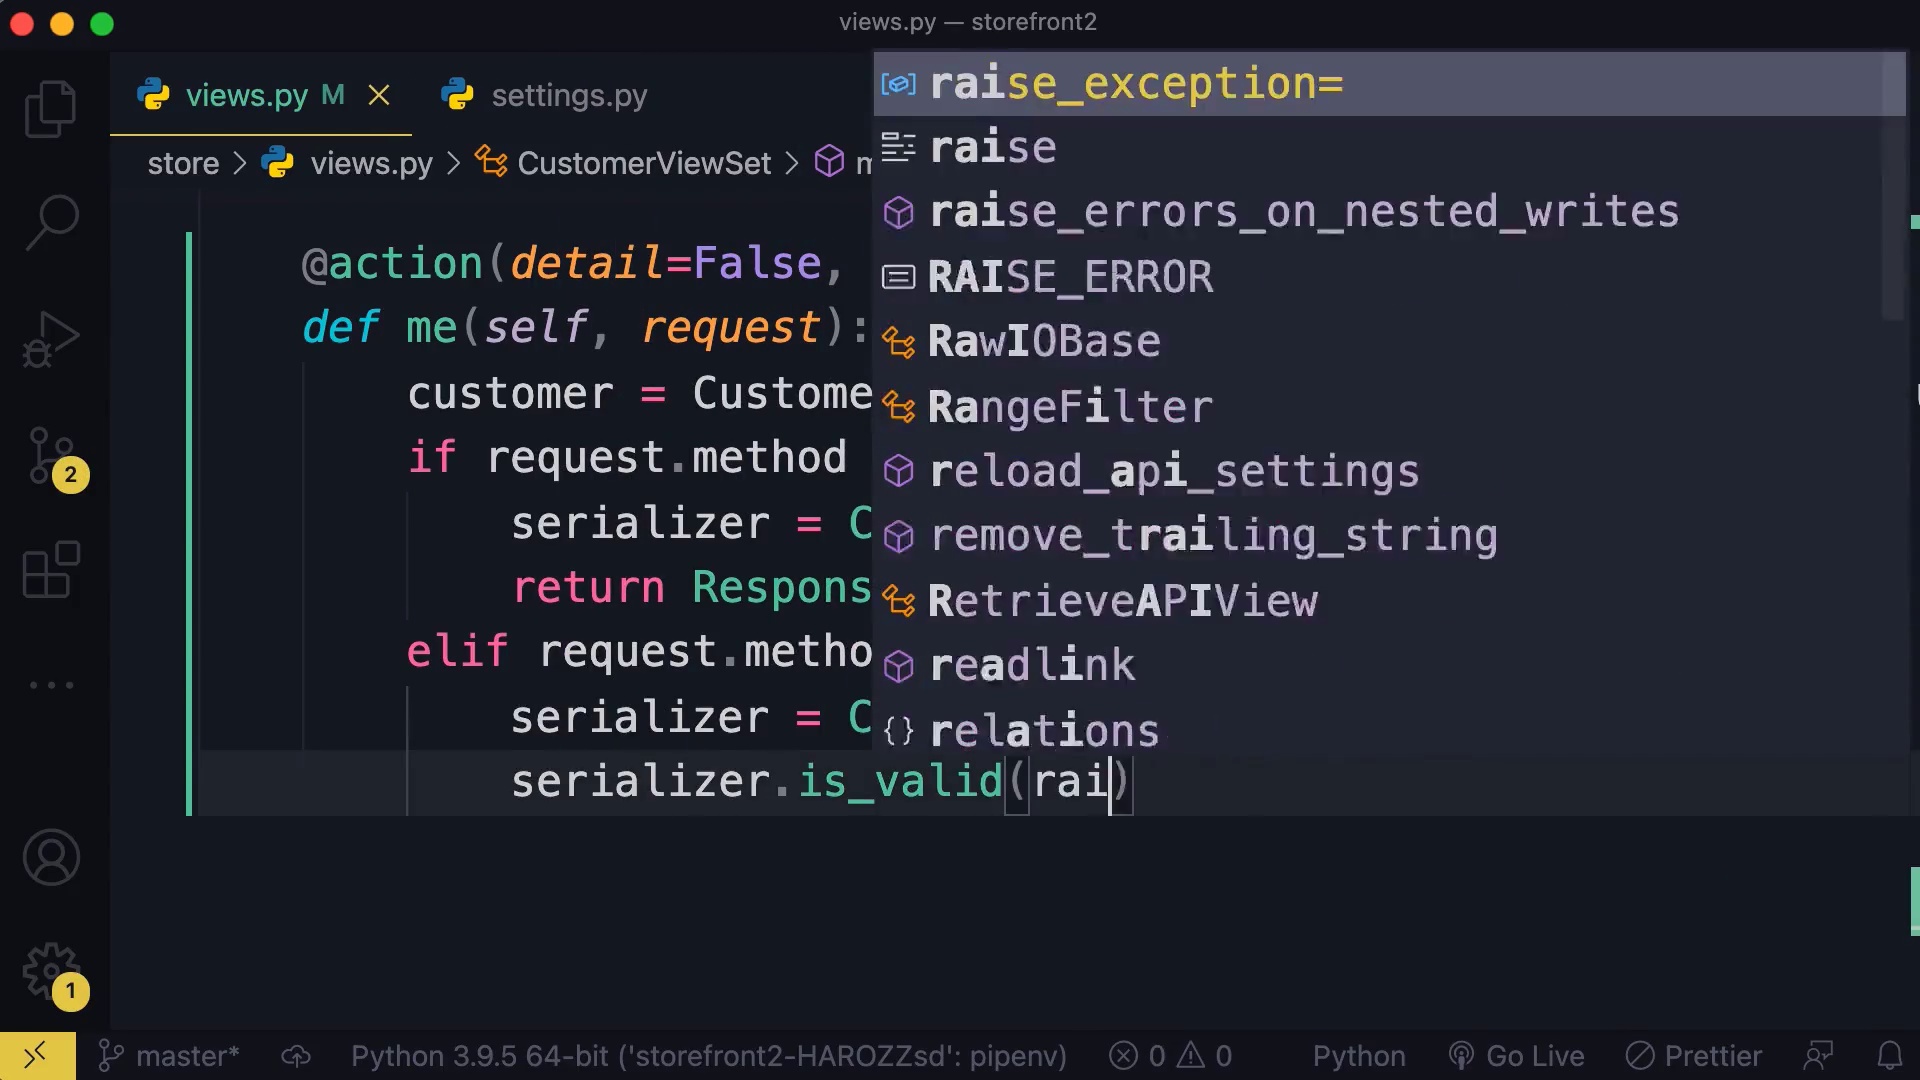 views.py — storefront2
views.py M
settings.py
store > views.py > CustomerViewSet > m
@action(detail=False,
def me(self, request):
customer = Custome
if request.method
serializer = C
return Respons
elif request.metho
serializer = C
serializer.is_valid(rai)
raise_exception=
raise
raise_errors_on_nested_writes
RAISE_ERROR
RawIOBase
RangeFilter
reload_api_settings
remove_trailing_string
RetrieveAPIView
readlink
relations
2
1
master* Python 3.9.5 64-bit ('storefront2-HAROZZsd': pipenv) 0 0 Python Go Live Prettier